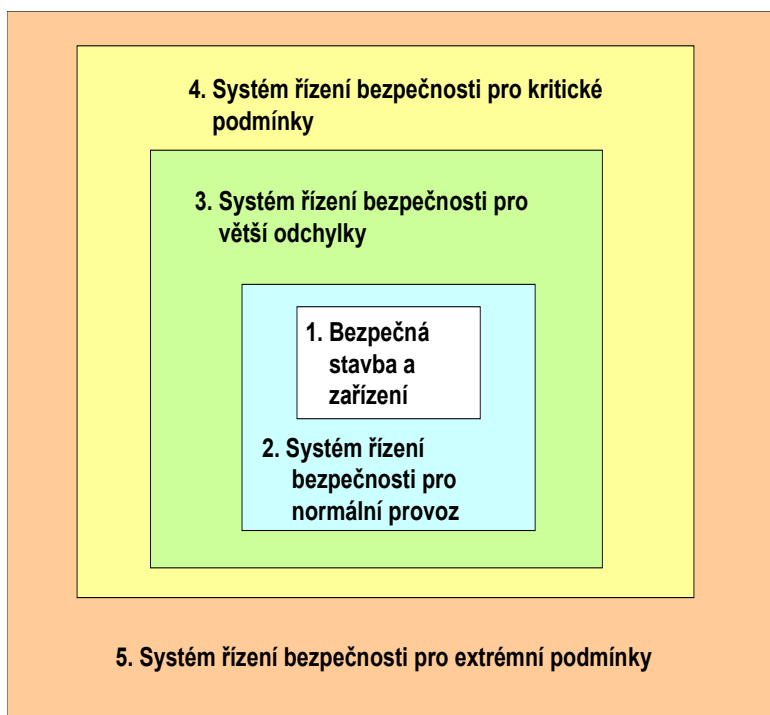 4. Systém řízení bezpečnosti pro kritické
podmínky
3. Systém řízení bezpečnosti pro
větší odchylky
1. Bezpečná
stavba a
zařízení
2. Systém řízení
bezpečnosti pro
normální provoz
5. Systém řízení bezpečnosti pro extrémní podmínky